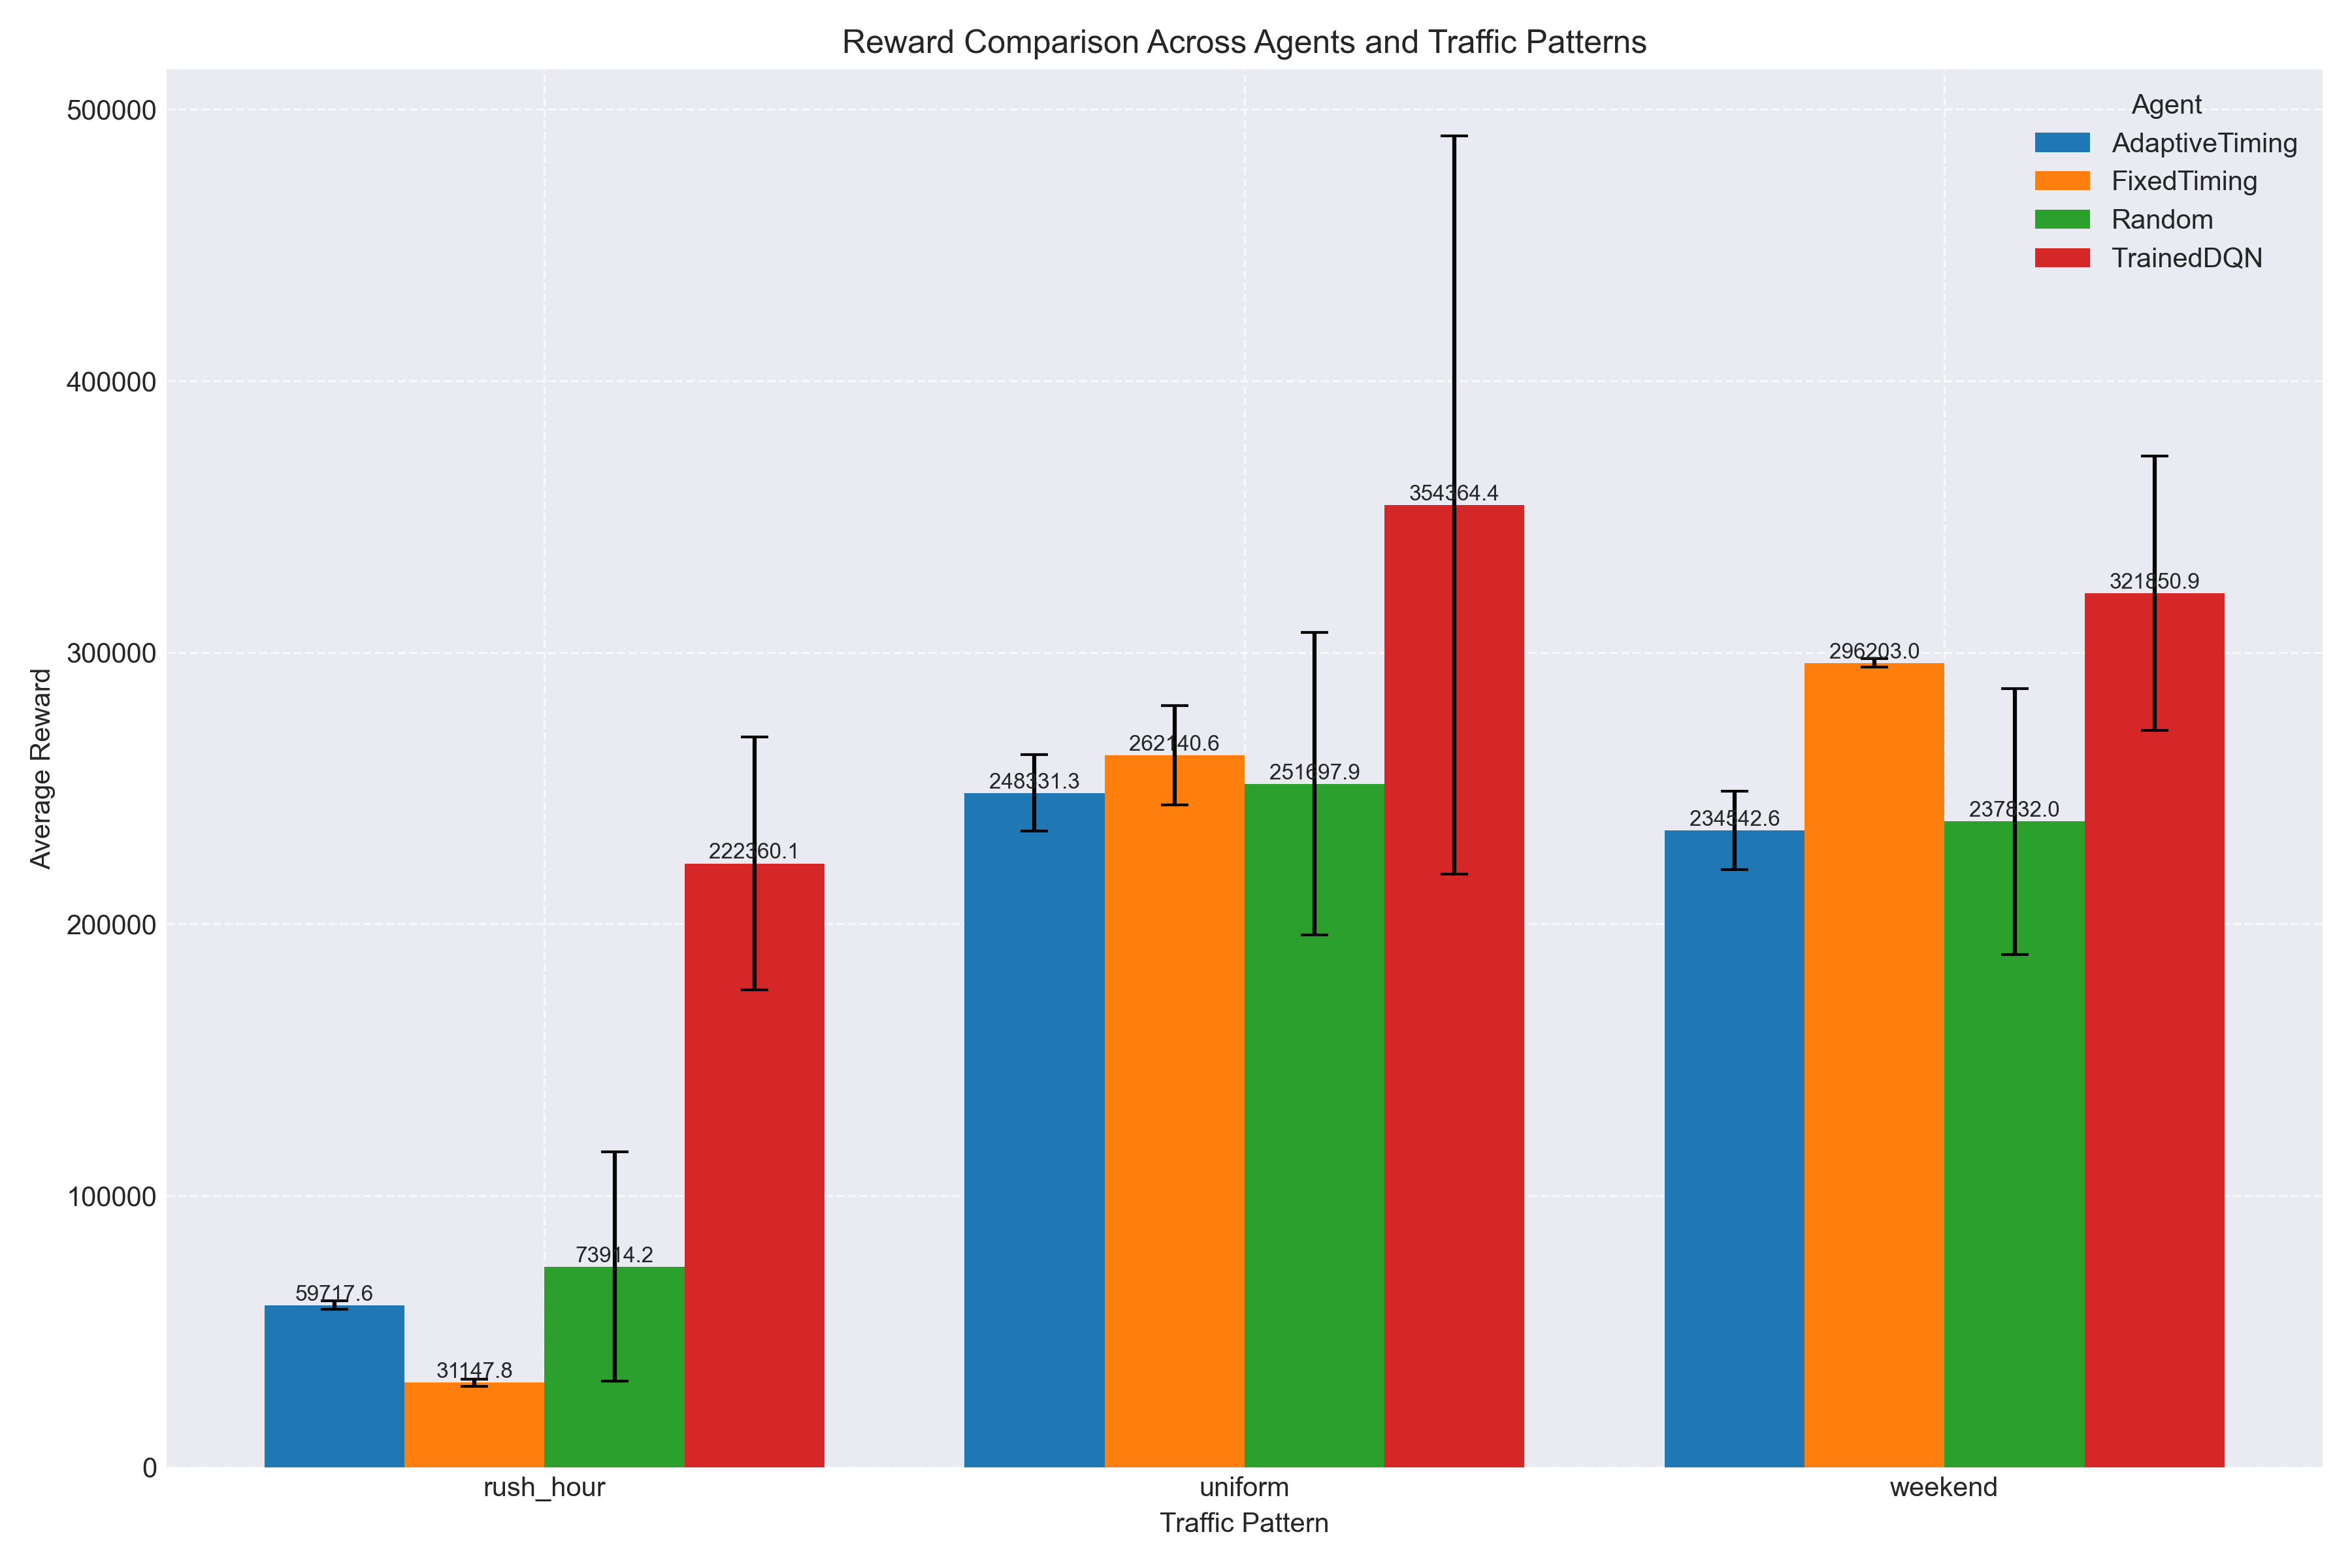 Reward Comparison Across Agents and Traffic Patterns
Average Reward
500000
400000
300000
200000
100000
0
Agent
AdaptiveTiming
FixedTiming
Random
TrainedDQN
59717.6
31147.8
73914.2
222360.1
248331.3
262140.6
251697.9
354364.4
234542.6
296203.0
237832.0
321850.9
rush_hour
uniform
weekend
Traffic Pattern